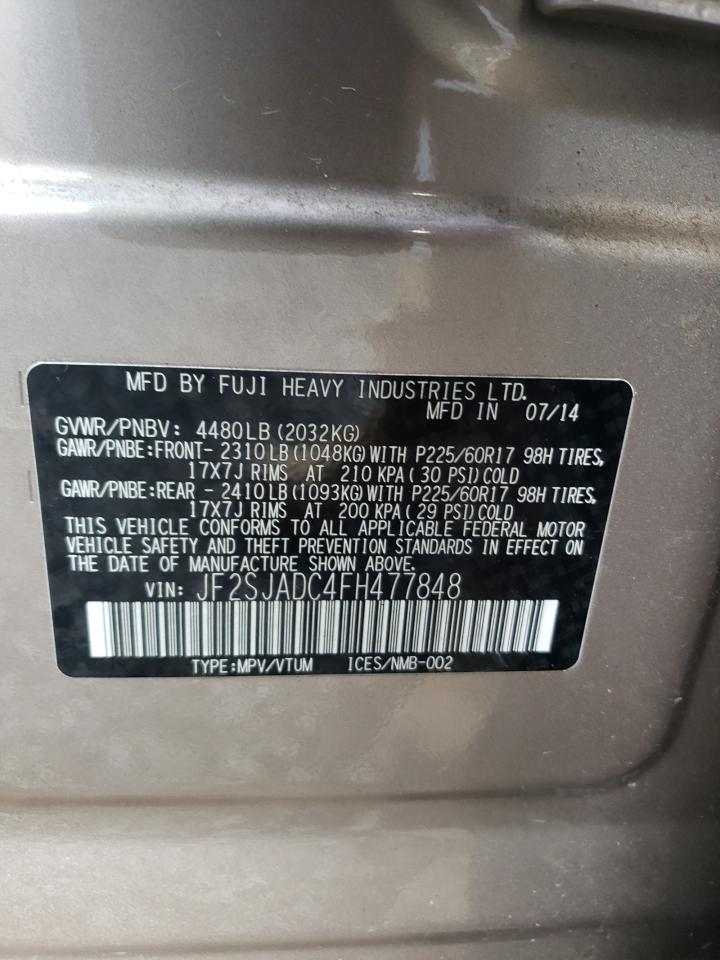 MFD BY FUJI HEAVY INDUSTRIES LTD.
MFD IN 07/14
GVWR/PNBV: 4480LB (2032KG)
GAWR/PNBE:FRONT- 2310LB (1048KG) WITH P225/60R17 98H TIRES,
17X7J RIMS AT 210 KPA ( 30 PSI) COLD
GAWR/PNBE:REAR - 2410LB (1093KG) WITH P225/60R17 98H TIRES,
17X7J RIMS AT 200 KPA ( 29 PSI) COLD
THIS VEHICLE CONFORMS TO ALL APPLICABLE FEDERAL MOTOR
VEHICLE SAFETY AND THEFT PREVENTION STANDARDS IN EFFECT ON
THE DATE OF MANUFACTURE SHOWN ABOVE.
VIN: JF2SJADC4FH477848
TYPE:MPV/VTUM ICES/NMB-002